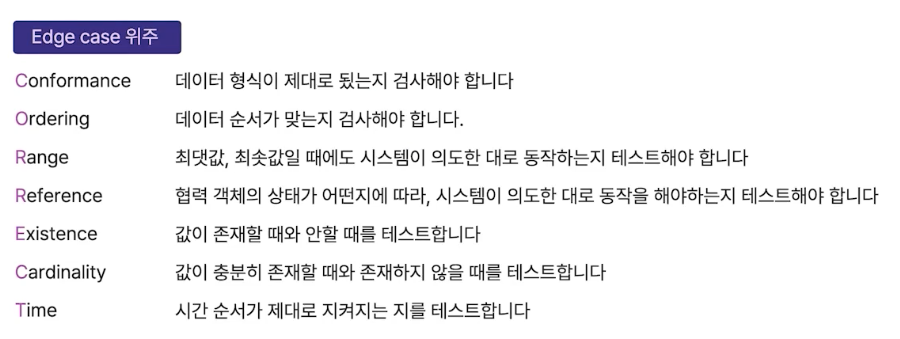 Edge case 위주
Conformance 데이터 형식이 제대로 됐는지 검사해야 합니다
Ordering 데이터 순서가 맞는지 검사해야 합니다.
Range 최댓값, 최솟값일 때에도 시스템이 의도한 대로 동작하는지 테스트해야 합니다
Reference 협력 객체의 상태가 어떤지에 따라, 시스템이 의도한 대로 동작을 해야하는지 테스트해야 합니다
Existence 값이 존재할 때와 안할 때를 테스트합니다
Cardinality 값이 충분히 존재할 때와 존재하지 않을 때를 테스트합니다
Time 시간 순서가 제대로 지켜지는 지를 테스트합니다